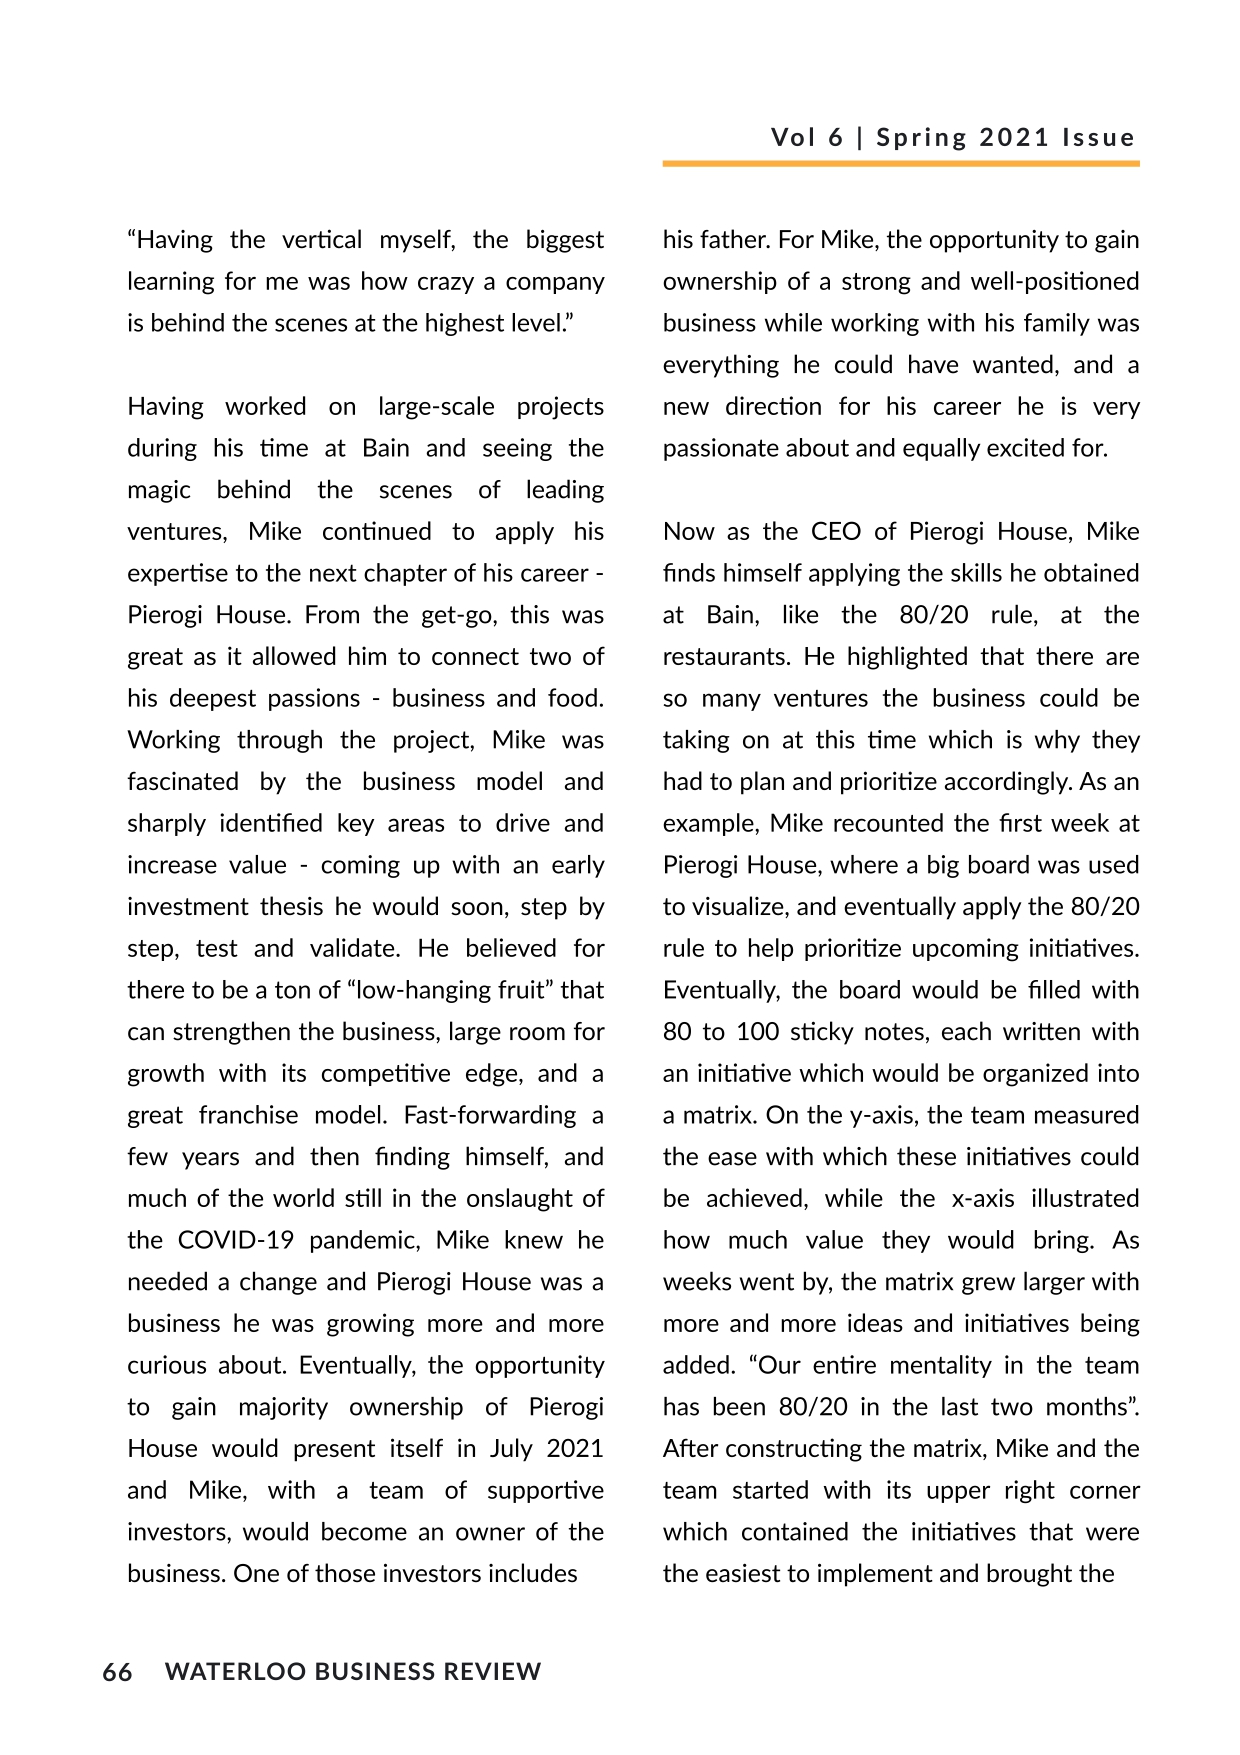 Vol 6 | Spring 2021 Issue
“Having the vertical myself, the biggest
learning for me was how crazy a company
is behind the scenes at the highest level.”
Having worked on large-scale projects
during his time at Bain and seeing the
magic behind the scenes of leading
ventures, Mike continued to apply his
expertise to the next chapter of his career -
Pierogi House. From the get-go, this was
great as it allowed him to connect two of
his deepest passions - business and food.
Working through the project, Mike was
fascinated by the business model and
sharply identified key areas to drive and
increase value - coming up with an early
investment thesis he would soon, step by
step, test and validate. He believed for
there to be a ton of “low-hanging fruit” that
can strengthen the business, large room for
growth with its competitive edge, and a
great franchise model. Fast-forwarding a
few years and then finding himself, and
much of the world still in the onslaught of
the COVID-19 pandemic, Mike knew he
needed a change and Pierogi House was a
business he was growing more and more
curious about. Eventually, the opportunity
to gain majority ownership of Pierogi
House would present itself in July 2021
and Mike, with a team of supportive
investors, would become an owner of the
business. One of those investors includes
his father. For Mike, the opportunity to gain
ownership of a strong and well-positioned
business while working with his family was
everything he could have wanted, and a
new direction for his career he is very
passionate about and equally excited for.
Now as the CEO of Pierogi House, Mike
finds himself applying the skills he obtained
at Bain, like the 80/20 rule, at the
restaurants. He highlighted that there are
so many ventures the business could be
taking on at this time which is why they
had to plan and prioritize accordingly. As an
example, Mike recounted the first week at
Pierogi House, where a big board was used
to visualize, and eventually apply the 80/20
rule to help prioritize upcoming initiatives.
Eventually, the board would be filled with
80 to 100 sticky notes, each written with
an initiative which would be organized into
a matrix. On the y-axis, the team measured
the ease with which these initiatives could
be achieved, while the x-axis illustrated
how much value they would bring. As
weeks went by, the matrix grew larger with
more and more ideas and initiatives being
added. “Our entire mentality in the team
has been 80/20 in the last two months”.
After constructing the matrix, Mike and the
team started with its upper right corner
which contained the initiatives that were
the easiest to implement and brought the
66 WATERLOO BUSINESS REVIEW